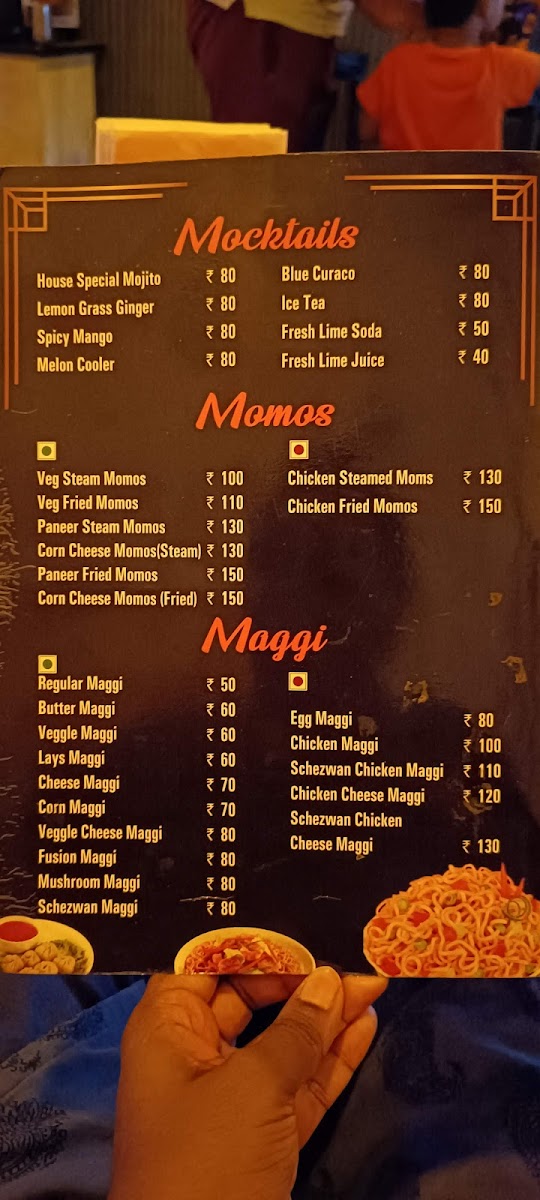 Mocktails
House Special Mojito ₹ 80
Lemon Grass Ginger ₹ 80
Spicy Mango ₹ 80
Melon Cooler ₹ 80
Blue Curaco ₹ 80
Ice Tea ₹ 80
Fresh Lime Soda ₹ 50
Fresh Lime Juice ₹ 40
Momos
Veg Steam Momos ₹ 100
Veg Fried Momos ₹ 110
Paneer Steam Momos ₹ 130
Corn Cheese Momos(Steam) ₹ 130
Paneer Fried Momos ₹ 150
Corn Cheese Momos (Fried) ₹ 150
Chicken Steamed Moms ₹ 130
Chicken Fried Momos ₹ 150
Maggi
Regular Maggi ₹ 50
Butter Maggi ₹ 60
Veggle Maggi ₹ 60
Lays Maggi ₹ 60
Cheese Maggi ₹ 70
Corn Maggi ₹ 70
Veggle Cheese Maggi ₹ 80
Fusion Maggi ₹ 80
Mushroom Maggi ₹ 80
Schezwan Maggi ₹ 80
Egg Maggi ₹ 80
Chicken Maggi ₹ 100
Schezwan Chicken Maggi ₹ 110
Chicken Cheese Maggi ₹ 120
Schezwan Chicken
Cheese Maggi ₹ 130